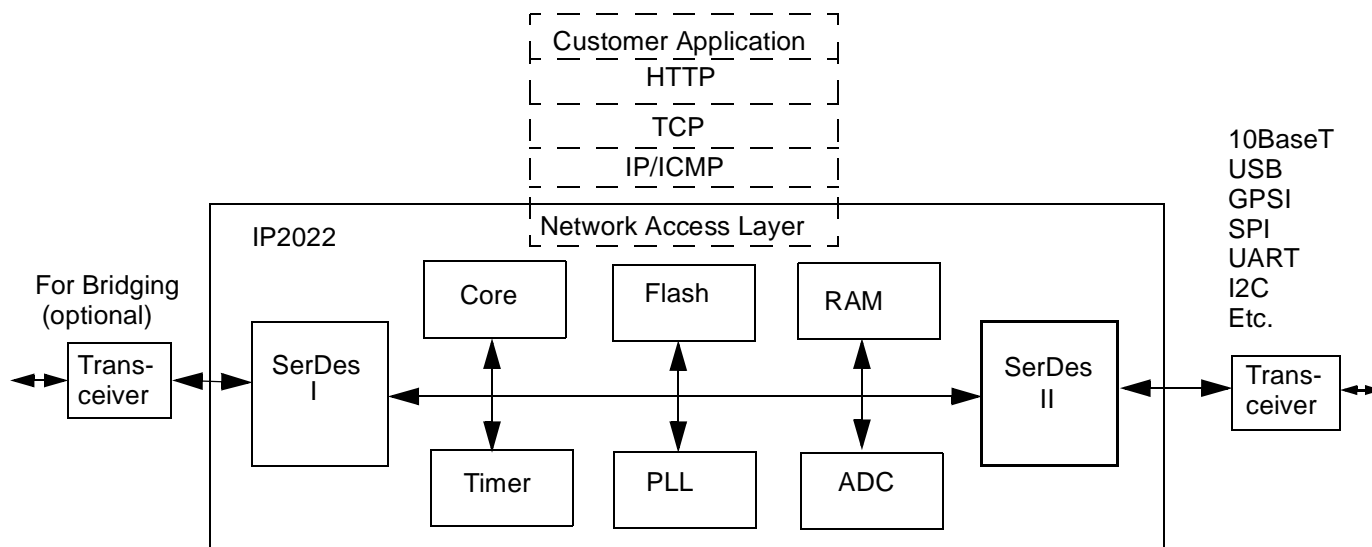 Customer Application
HTTP
TCP
IP/ICMP
Network Access Layer
IP2022
For Bridging
(optional)
Trans-
ceiver
SerDes
I
Core
Flash
RAM
Timer
PLL
ADC
SerDes
II
10BaseT
USB
GPSI
SPI
UART
I2C
Etc.
Trans-
ceiver